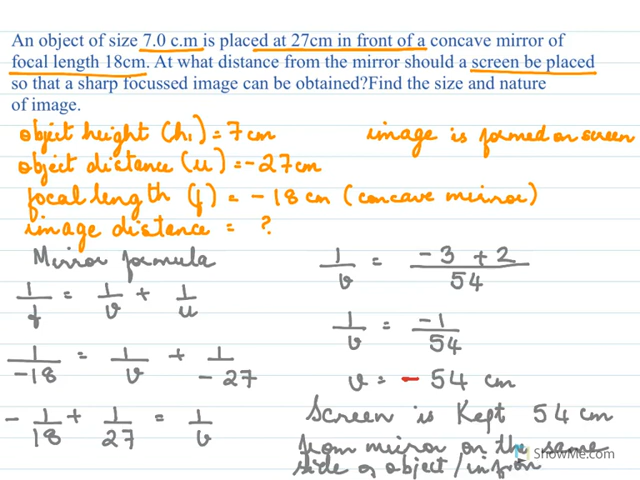 An object of size 7.0 c.m is placed at 27cm in front of a concave mirror of
focal length 18cm. At what distance from the mirror should a screen be placed
so that a sharp focussed image can be obtained?Find the size and nature
of image.
object height (h₁) = 7 cm
image is formed on screen
object distance (u) = -27cm
focal length (f) = - 18 cm (concave mirror)
image distance = ?
Mirror formula
1/f = 1/v + 1/u
1/-18 = 1/v + 1/-27
- 1/18 + 1/27 = 1/v
1/v = -3 + 2/54
1/v = -1/54
v = - 54 cm
Screen is Kept 54 cm
from mirror on the same
side of object / infron
ShowMe.com